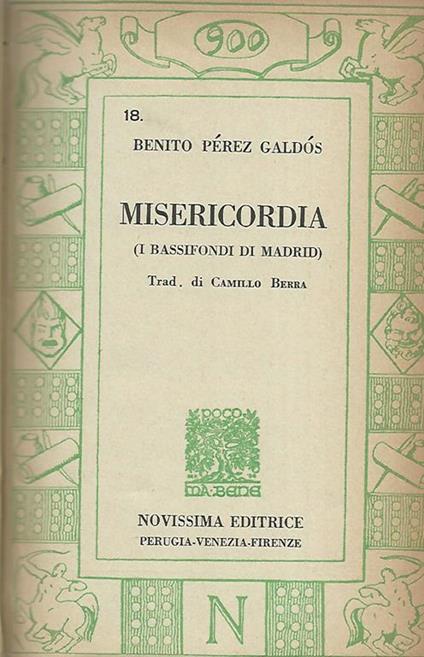 900
18.
BENITO PÉREZ GALDÓS
MISERICORDIA
(I BASSIFONDI DI MADRID)
Trad. di CAMILLO BERRA
POCO
MA·BENE
NOVISSIMA EDITRICE
PERUGIA-VENEZIA-FIRENZE
N